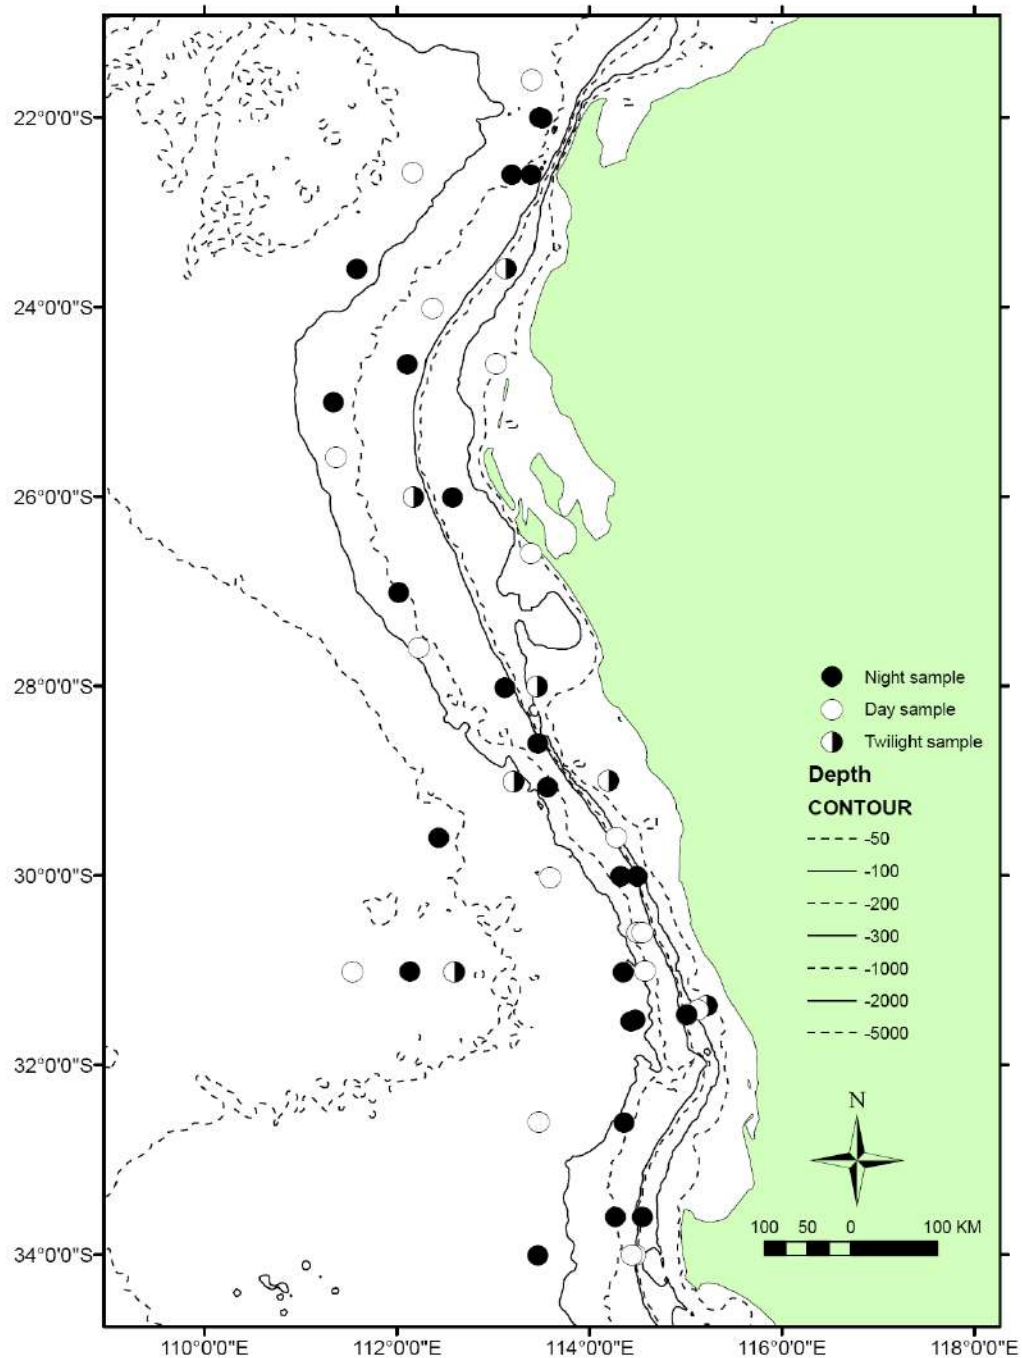 22°0'0"S
24°0'0"S
26°0'0"S
28°0'0"S
30°0'0"S
32°0'0"S
34°0'0"S
Night sample
Day sample
Twilight sample
Depth
CONTOUR
-50
-100
-200
-300
-1000
-2000
-5000
N
100 50 0 100 KM
110°0'0"E 112°0'0"E 114°0'0"E 116°0'0"E 118°0'0"E